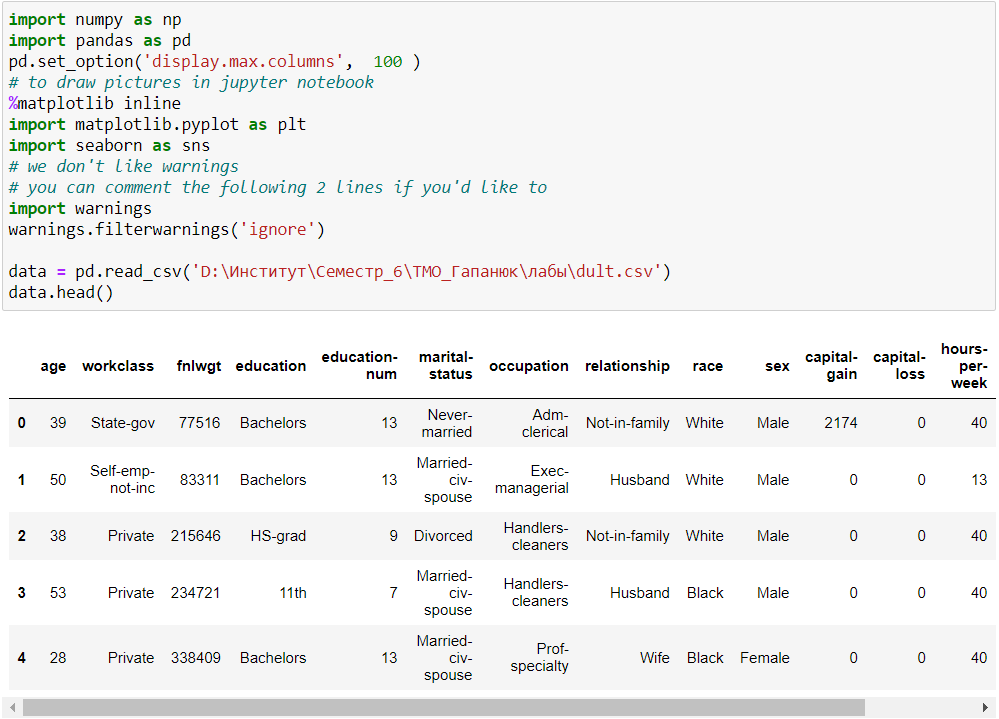 import numpy as np
import pandas as pd
pd.set_option('display.max.columns',  100 )
# to draw pictures in jupyter notebook
%matplotlib inline
import matplotlib.pyplot as plt
import seaborn as sns
# we don't like warnings
# you can comment the following 2 lines if you'd like to
import warnings
warnings.filterwarnings('ignore')
data = pd.read_csv('D:\Институт\Семестр_6\ТМО_Гапанюк\лабы\dult.csv')
data.head()
age workclass fnlwgt education education-num marital-status occupation relationship race sex capital-gain capital-loss hours-per-week
0 39 State-gov 77516 Bachelors 13 Never-married Adm-clerical Not-in-family White Male 2174 0 40
1 50 Self-emp-not-inc 83311 Bachelors 13 Married-civ-spouse Exec-managerial Husband White Male 0 0 13
2 38 Private 215646 HS-grad 9 Divorced Handlers-cleaners Not-in-family White Male 0 0 40
3 53 Private 234721 11th 7 Married-civ-spouse Handlers-cleaners Husband Black Male 0 0 40
4 28 Private 338409 Bachelors 13 Married-civ-spouse Prof-specialty Wife Black Female 0 0 40